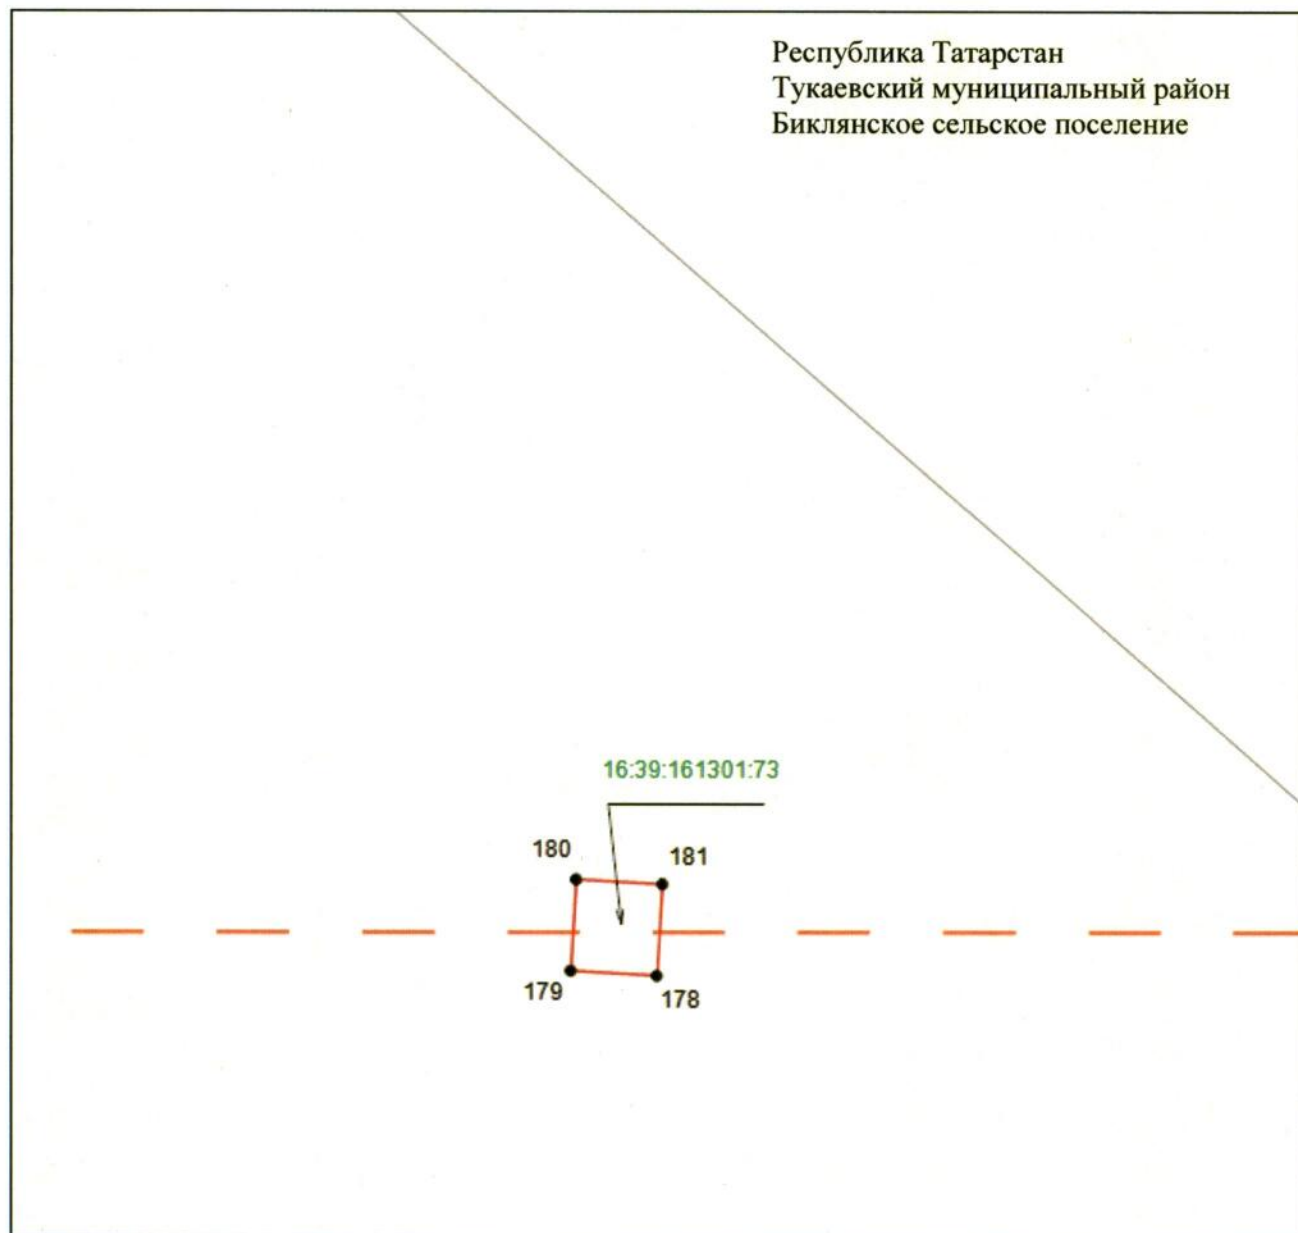 Республика Татарстан
Тукаевский муниципальный район
Биклянское сельское поселение
16:39:161301:73
180
181
179
178